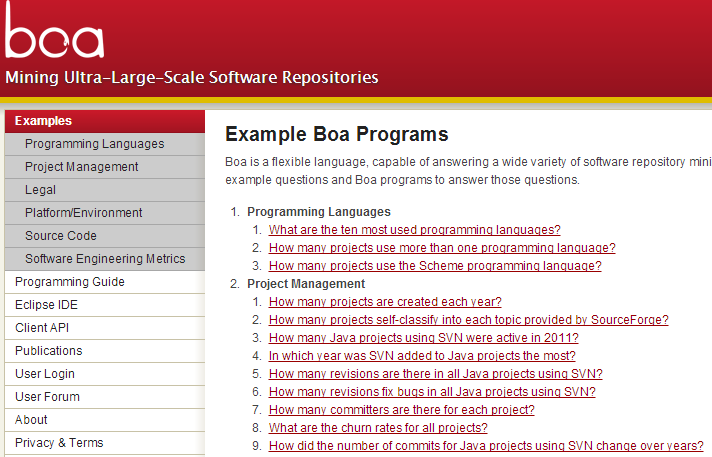 boa
Mining Ultra-Large-Scale Software Repositories
Examples
Programming Languages
Project Management
Legal
Platform/Environment
Source Code
Software Engineering Metrics
Programming Guide
Eclipse IDE
Client API
Publications
User Login
User Forum
About
Privacy & Terms
Example Boa Programs
Boa is a flexible language, capable of answering a wide variety of software repository mini
example questions and Boa programs to answer those questions.
1. Programming Languages
1. What are the ten most used programming languages?
2. How many projects use more than one programming language?
3. How many projects use the Scheme programming language?
2. Project Management
1. How many projects are created each year?
2. How many projects self-classify into each topic provided by SourceForge?
3. How many Java projects using SVN were active in 2011?
4. In which year was SVN added to Java projects the most?
5. How many revisions are there in all Java projects using SVN?
6. How many revisions fix bugs in all Java projects using SVN?
7. How many committers are there for each project?
8. What are the churn rates for all projects?
9. How did the number of commits for Java projects using SVN change over years?